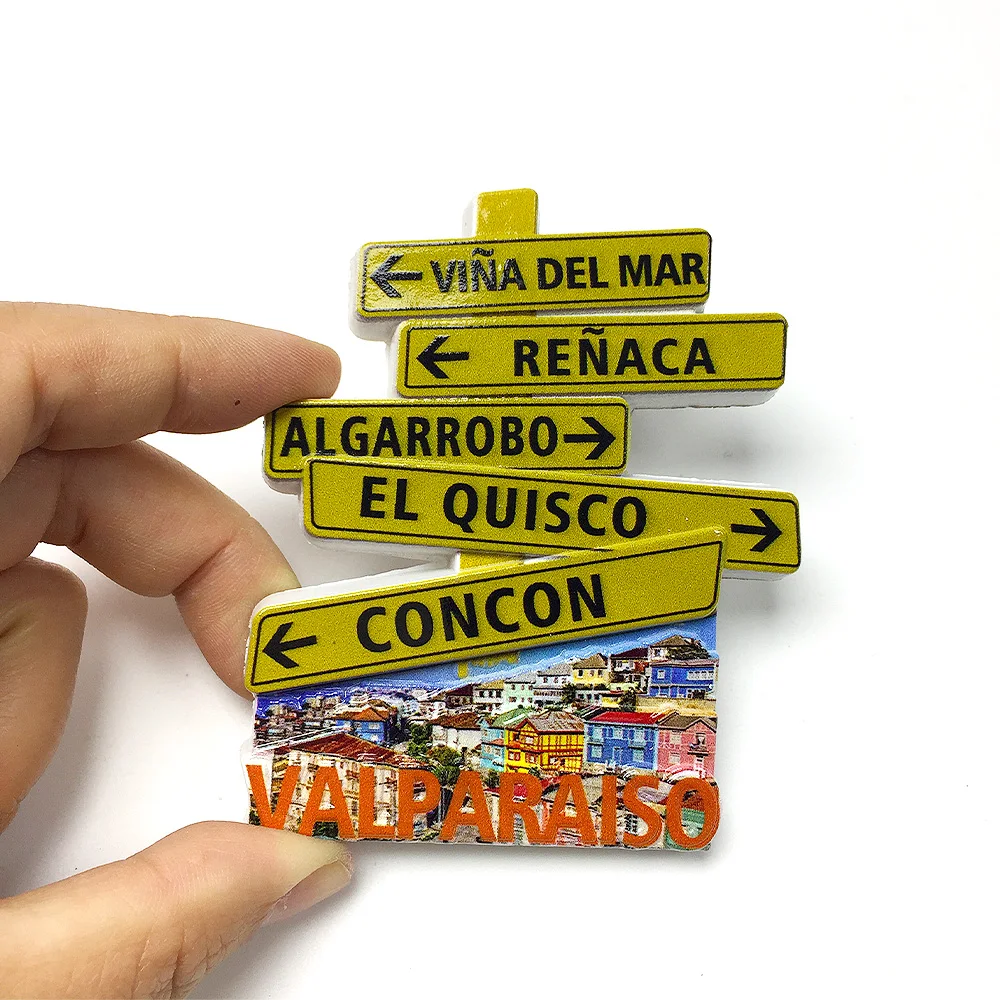 ← VIÑA DEL MAR
← REÑACA
ALGARROBO →
EL QUISCO →
← CONCON
VALPARAISO